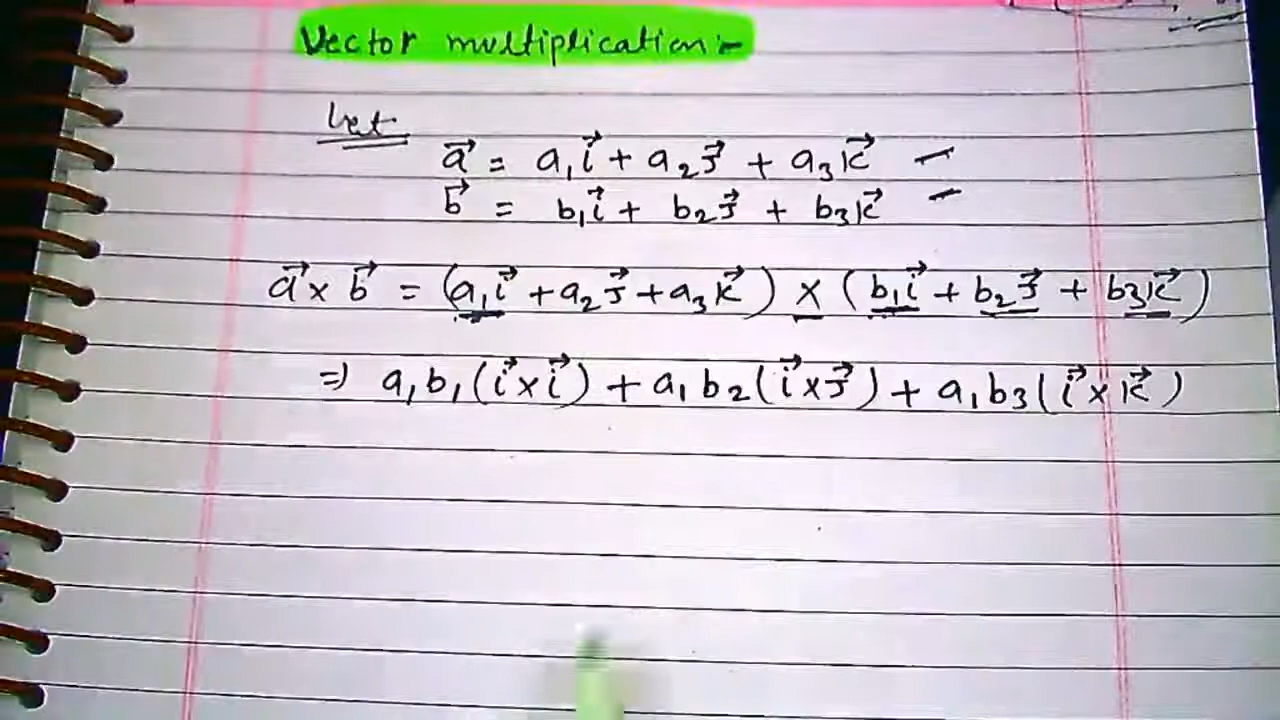 Vector multiplication:-
Let
a⃗ = a₁i⃗ + a₂j⃗ + a₃k⃗ –
b⃗ = b₁i⃗ + b₂j⃗ + b₃k⃗ –
a⃗ × b⃗ = (a₁i⃗ + a₂j⃗ + a₃k⃗) × (b₁i⃗ + b₂j⃗ + b₃k⃗)
⇒ a₁b₁(i⃗ × i⃗) + a₁b₂(i⃗ × j⃗) + a₁b₃(i⃗ × k⃗)